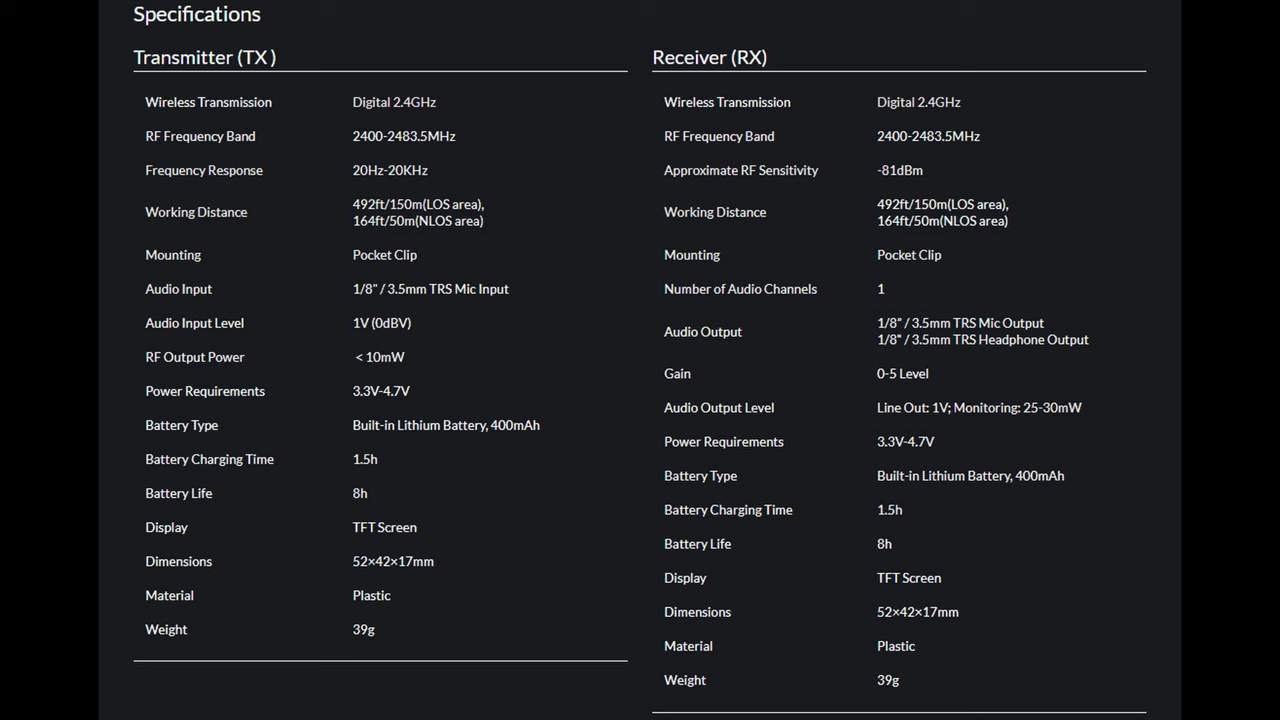 Specifications
Transmitter (TX )
Wireless Transmission Digital 2.4GHz
RF Frequency Band 2400-2483.5MHz
Frequency Response 20Hz-20KHz
Working Distance 492ft/150m(LOS area),
164ft/50m(NLOS area)
Mounting Pocket Clip
Audio Input 1/8" / 3.5mm TRS Mic Input
Audio Input Level 1V (0dBV)
RF Output Power < 10mW
Power Requirements 3.3V-4.7V
Battery Type Built-in Lithium Battery, 400mAh
Battery Charging Time 1.5h
Battery Life 8h
Display TFT Screen
Dimensions 52×42×17mm
Material Plastic
Weight 39g
Receiver (RX)
Wireless Transmission Digital 2.4GHz
RF Frequency Band 2400-2483.5MHz
Approximate RF Sensitivity -81dBm
Working Distance 492ft/150m(LOS area),
164ft/50m(NLOS area)
Mounting Pocket Clip
Number of Audio Channels 1
Audio Output 1/8” / 3.5mm TRS Mic Output
1/8" / 3.5mm TRS Headphone Output
Gain 0-5 Level
Audio Output Level Line Out: 1V; Monitoring: 25-30mW
Power Requirements 3.3V-4.7V
Battery Type Built-in Lithium Battery, 400mAh
Battery Charging Time 1.5h
Battery Life 8h
Display TFT Screen
Dimensions 52×42×17mm
Material Plastic
Weight 39g